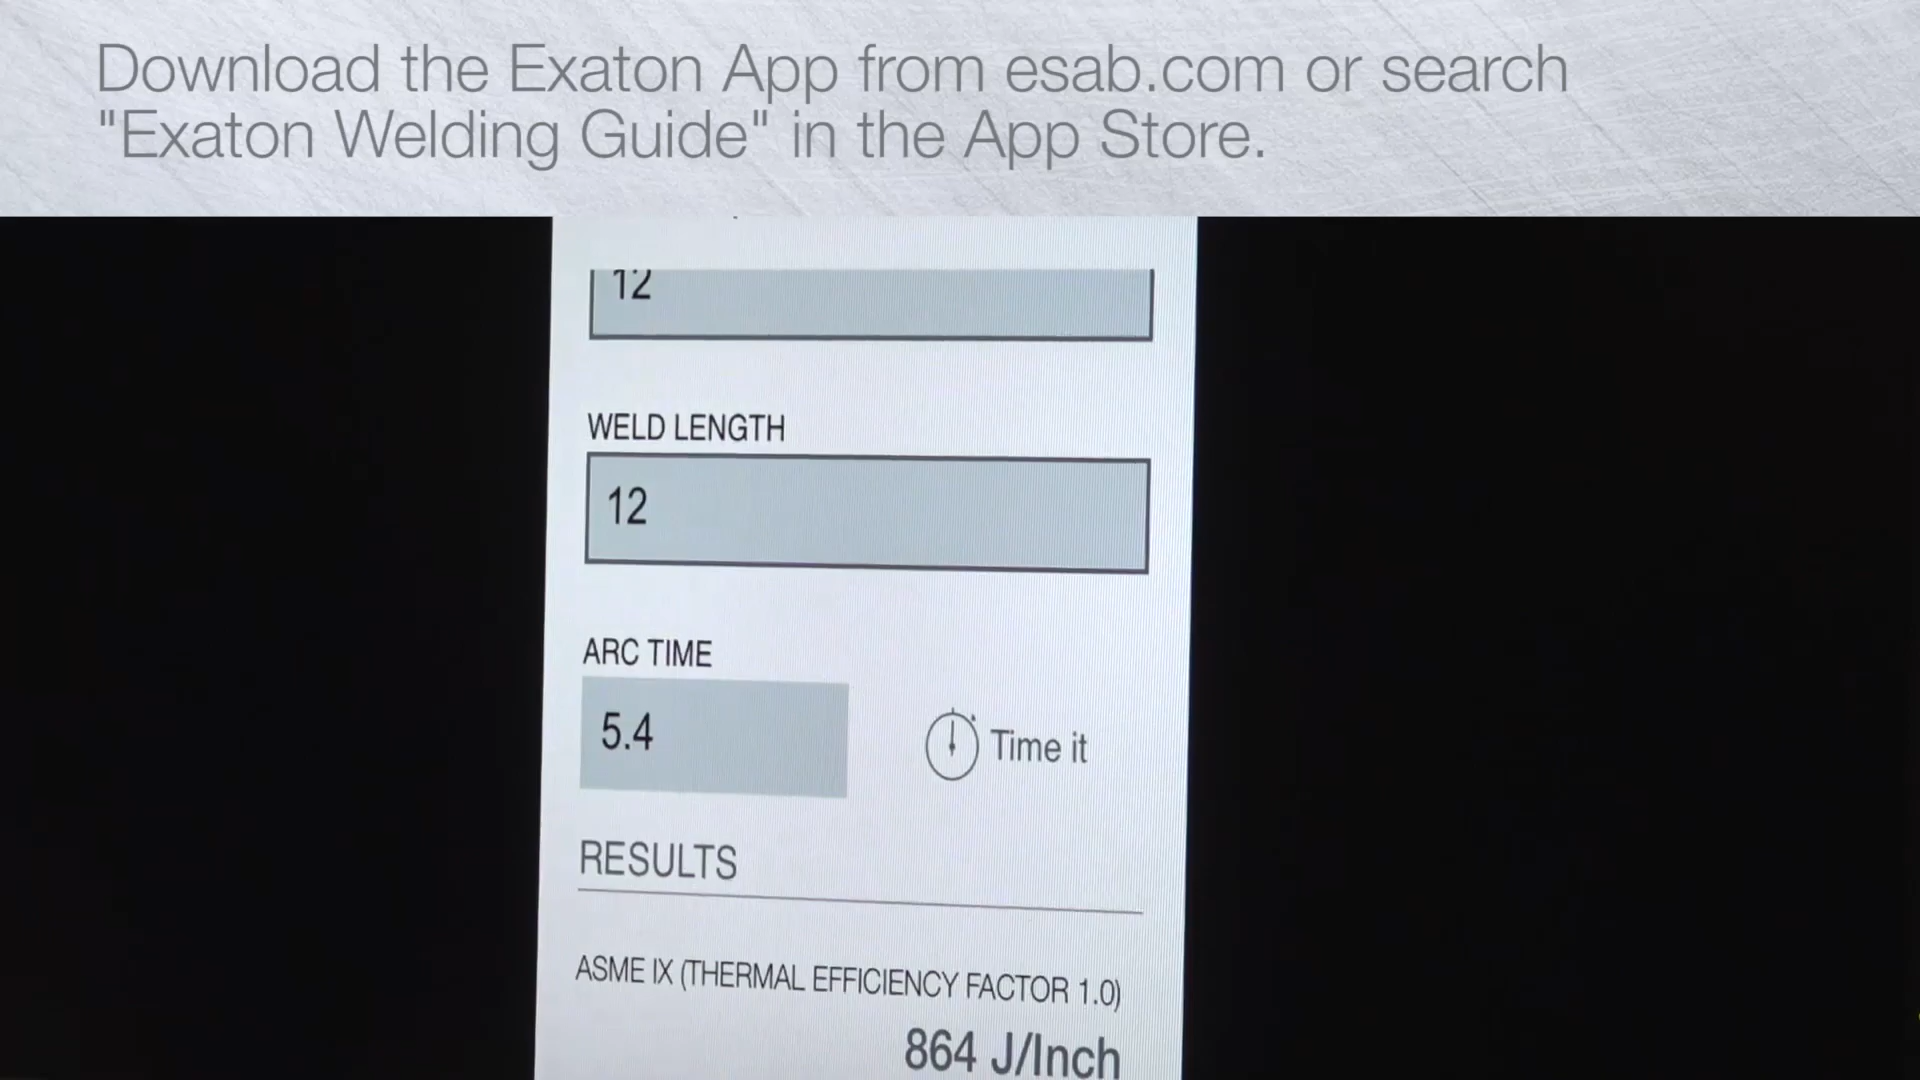 Download the Exaton App from esab.com or search
"Exaton Welding Guide" in the App Store.
12
WELD LENGTH
12
ARC TIME
5.4
Time it
RESULTS
ASME IX (THERMAL EFFICIENCY FACTOR 1.0)
864 J/Inch